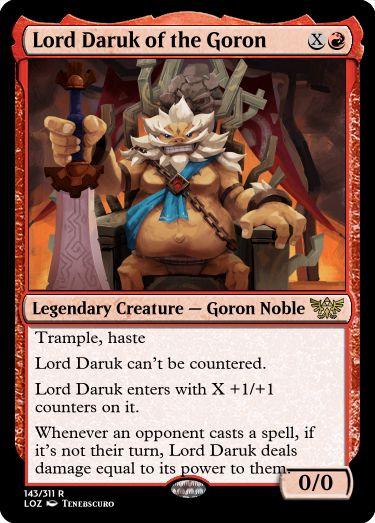 Lord Daruk of the Goron X
Legendary Creature — Goron Noble
Trample, haste
Lord Daruk can't be countered.
Lord Daruk enters with X +1/+1
counters on it.
Whenever an opponent casts a spell, if
it's not their turn, Lord Daruk deals
damage equal to its power to them.
0/0
143/311 R
LOZ Tenebscuro